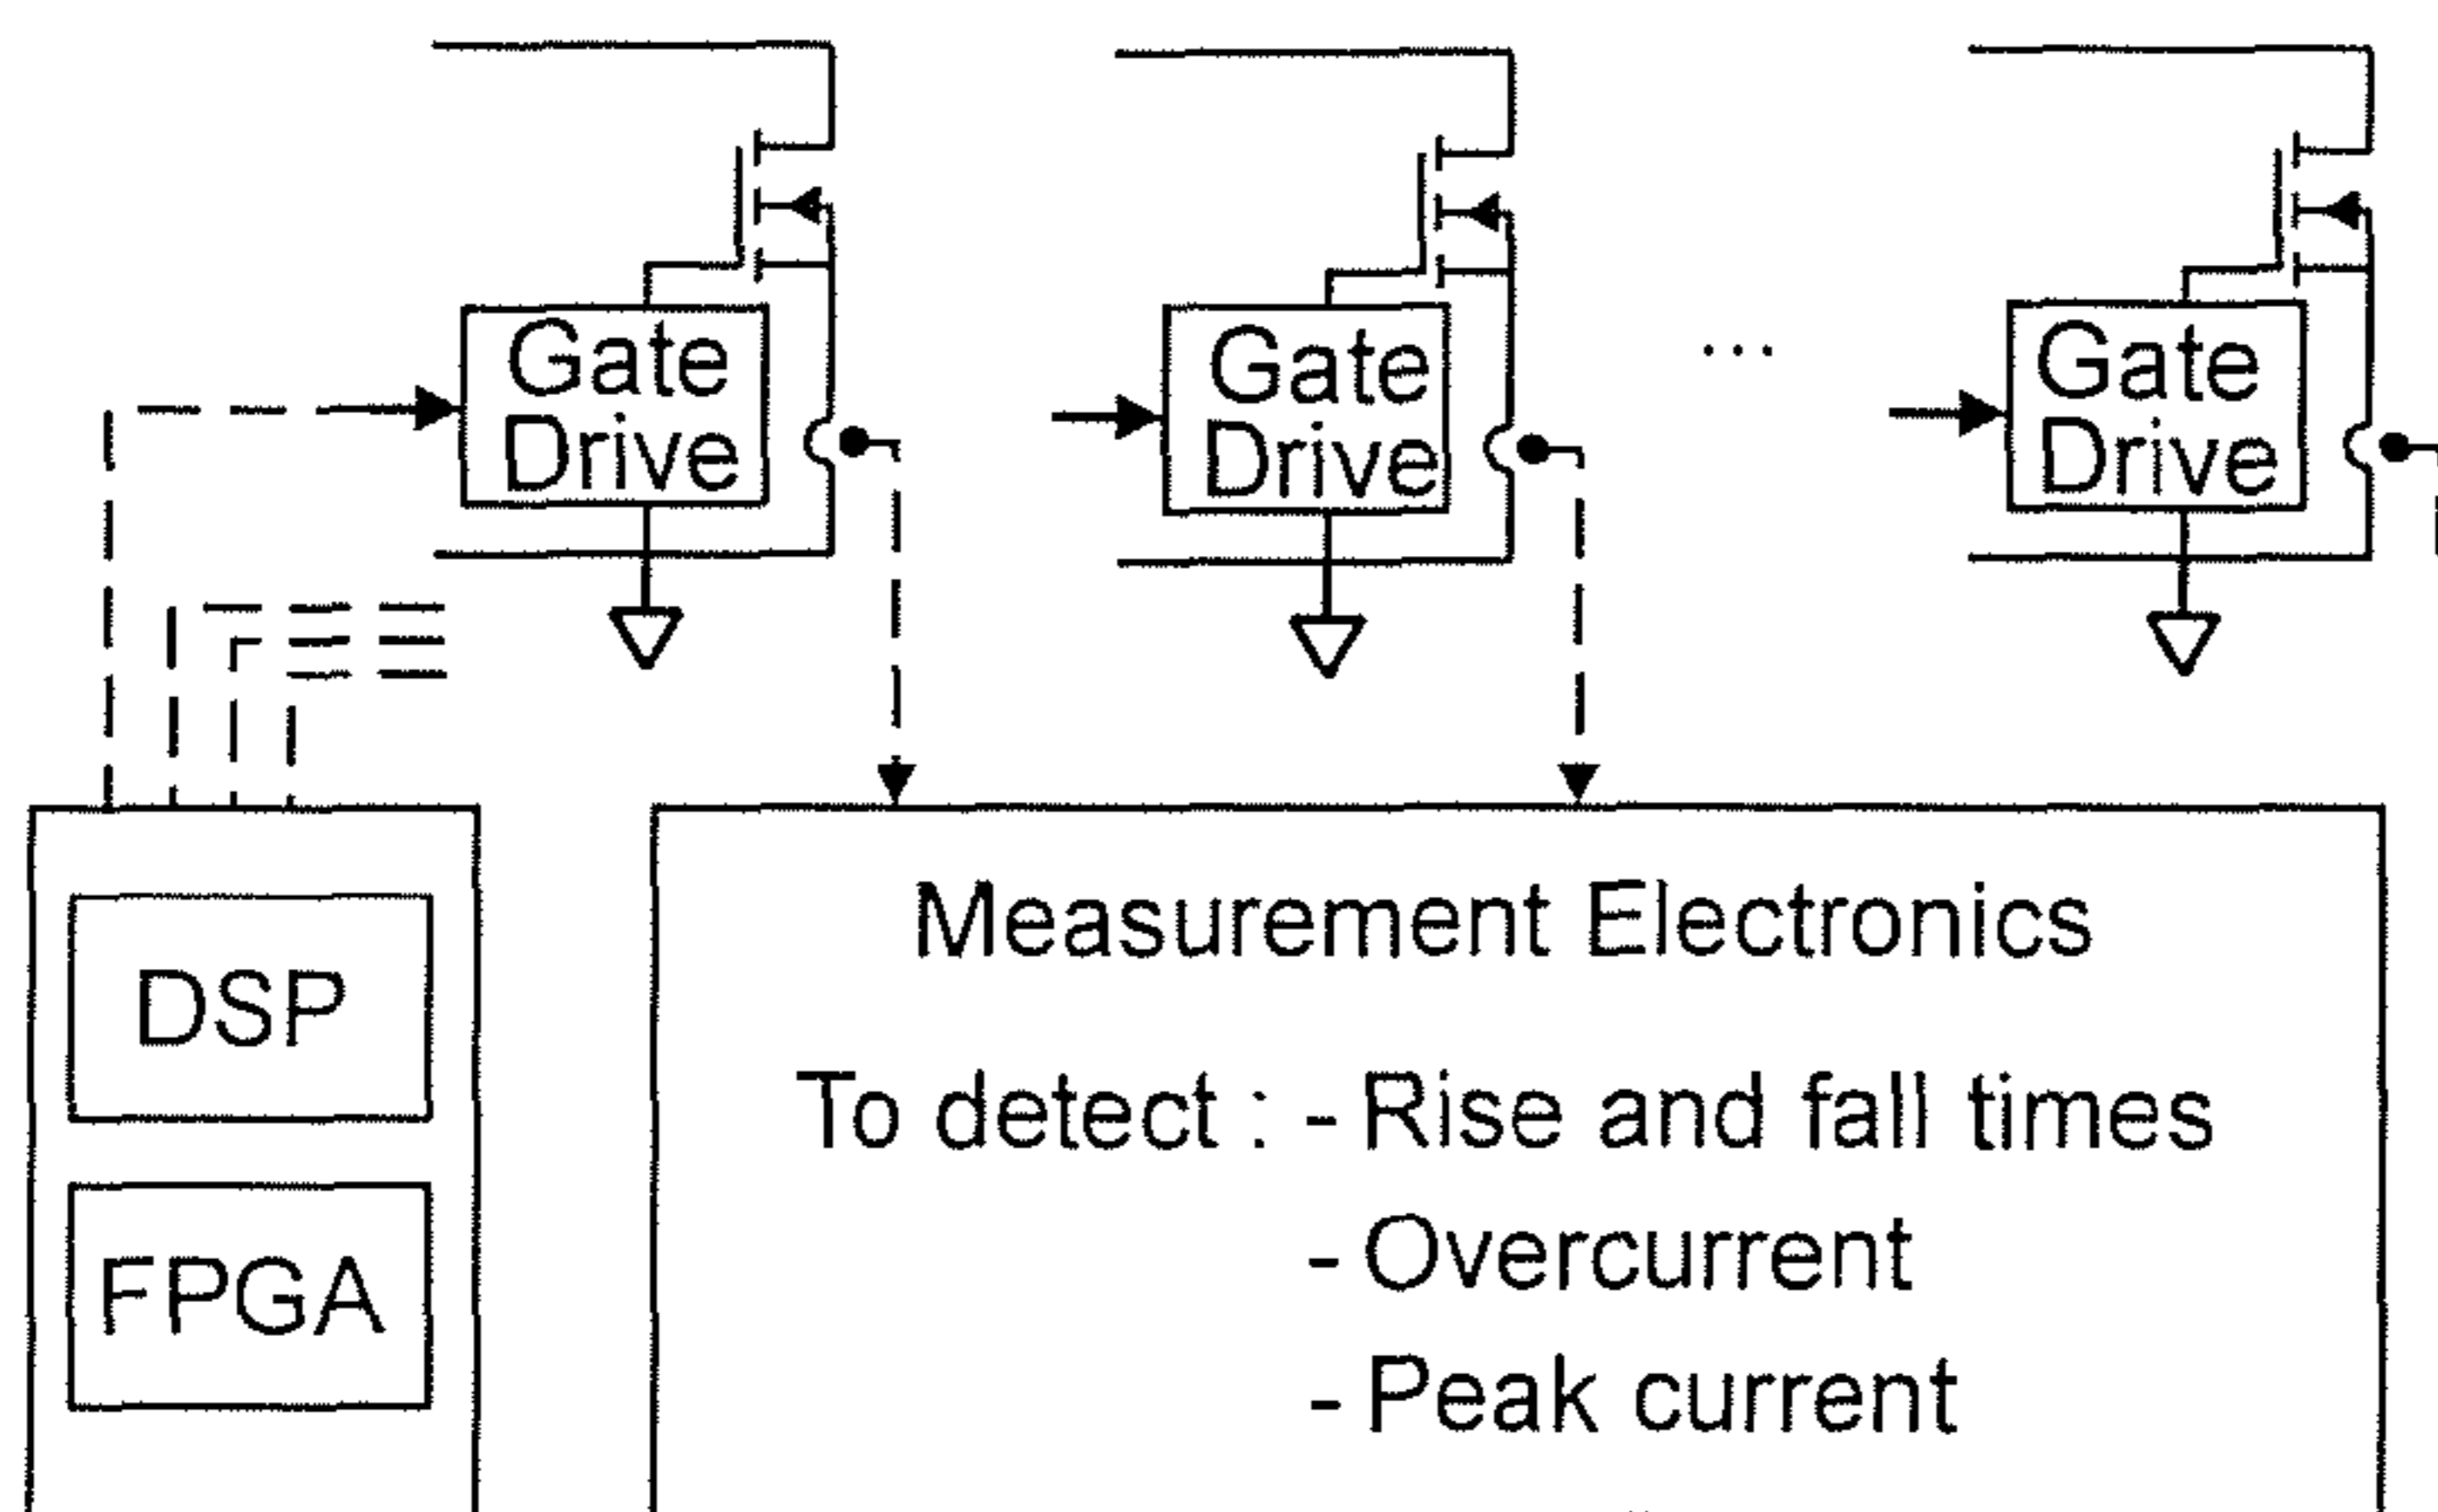 Gate
Drive
Gate
Drive
...
Gate
Drive
DSP
FPGA
Measurement Electronics
To detect : - Rise and fall times
- Overcurrent
- Peak current